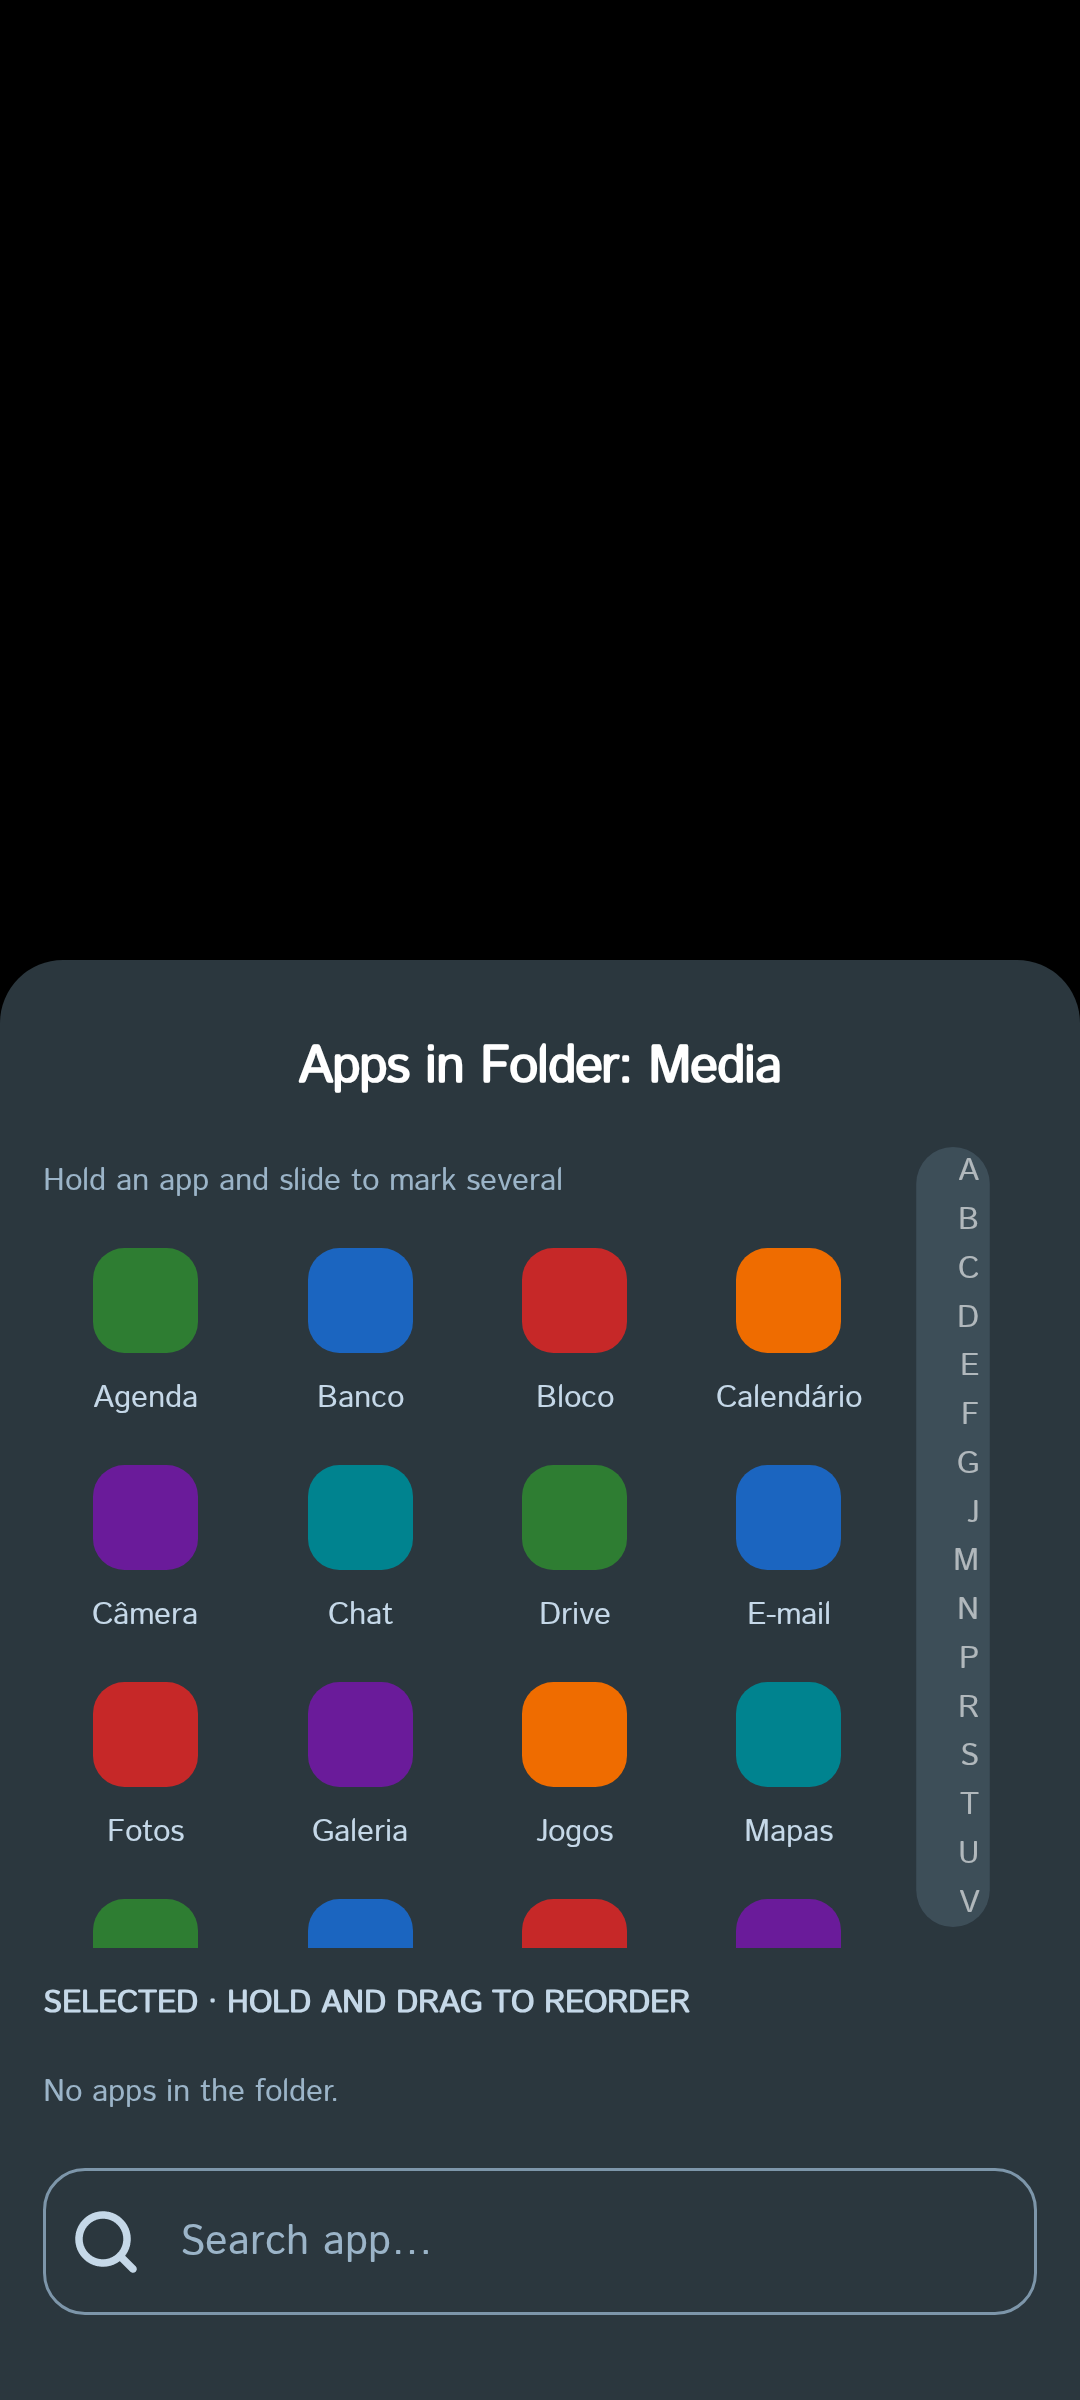 Apps in Folder: Media
Hold an app and slide to mark several
Agenda Banco Bloco Calendário
Câmera Chat Drive E-mail
Fotos Galeria Jogos Mapas
A
B
C
D
E
F
G
J
M
N
P
R
S
T
U
V
SELECTED · HOLD AND DRAG TO REORDER
No apps in the folder.
Search app...